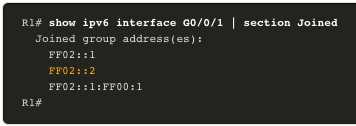 R1# show ipv6 interface G0/0/1 | section Joined
Joined group address(es):
FF02::1
FF02::2
FF02::1:FF00:1
R1#